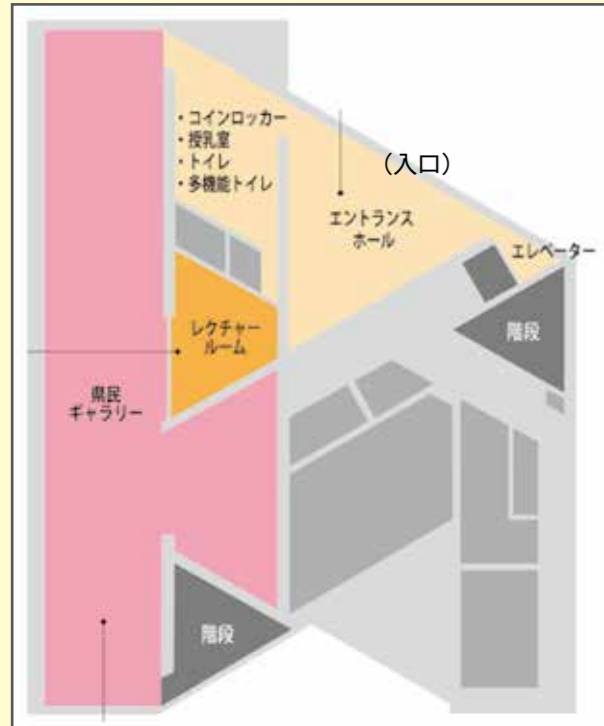 ・コインロッカー
・授乳室
・トイレ
・多機能トイレ
（入口）
エントランス
ホール
エレベーター
階段
レクチャー
ルーム
県民
ギャラリー
階段